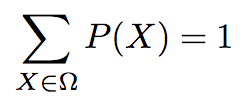 ∑_{X∈Ω} P(X) = 1